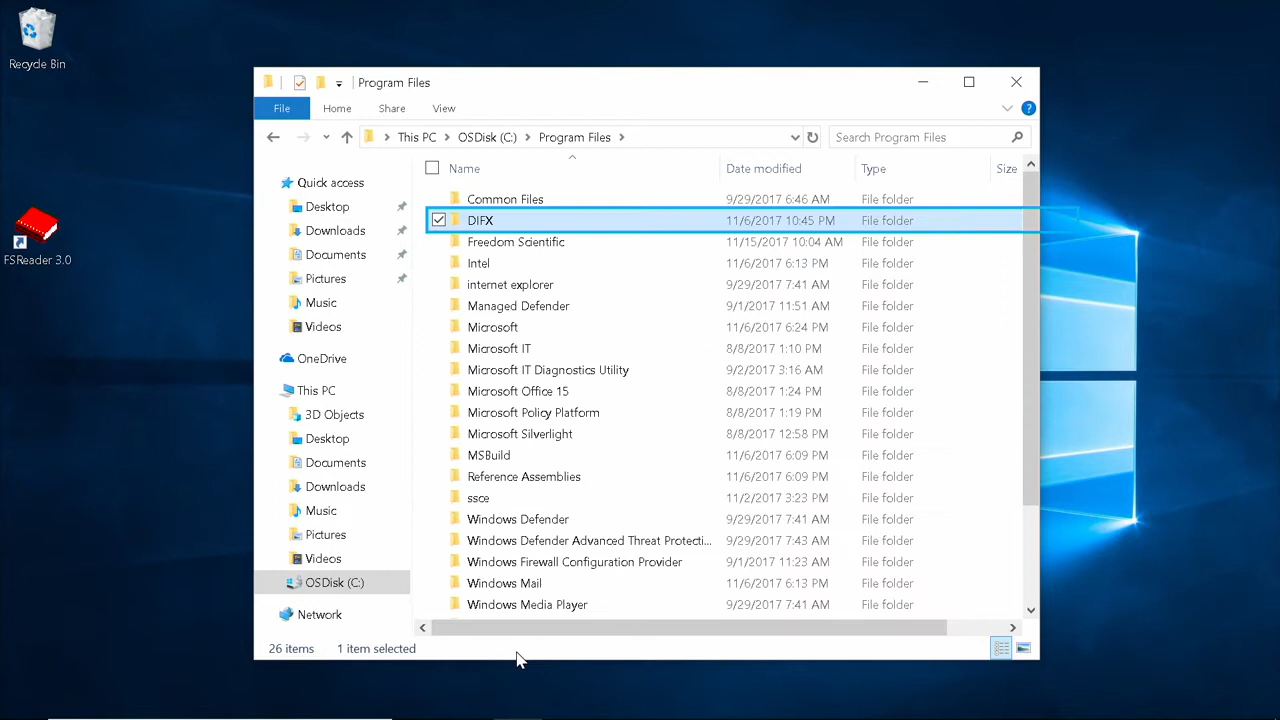 Recycle Bin
FSReader 3.0
Program Files
File Home Share View
This PC OSDisk (C:) Program Files
Search Program Files
Name Date modified Type Size
Quick access
Desktop
Downloads
Documents
Pictures
Music
Videos
OneDrive
This PC
3D Objects
Desktop
Documents
Downloads
Music
Pictures
Videos
OSDisk (C:)
Network
Common Files 9/29/2017 6:46 AM File folder
DIFX 11/6/2017 10:45 PM File folder
Freedom Scientific 11/15/2017 10:04 AM File folder
Intel 11/6/2017 6:13 PM File folder
internet explorer 9/29/2017 7:41 AM File folder
Managed Defender 9/1/2017 11:51 AM File folder
Microsoft 11/6/2017 6:24 PM File folder
Microsoft IT 8/8/2017 1:10 PM File folder
Microsoft IT Diagnostics Utility 9/2/2017 3:16 AM File folder
Microsoft Office 15 8/8/2017 1:24 PM File folder
Microsoft Policy Platform 8/8/2017 1:19 PM File folder
Microsoft Silverlight 8/8/2017 12:58 PM File folder
MSBuild 11/6/2017 6:09 PM File folder
Reference Assemblies 11/6/2017 6:09 PM File folder
ssce 11/2/2017 3:23 PM File folder
Windows Defender 9/29/2017 7:41 AM File folder
Windows Defender Advanced Threat Protecti... 9/29/2017 7:43 AM File folder
Windows Firewall Configuration Provider 9/1/2017 11:23 AM File folder
Windows Mail 11/6/2017 6:13 PM File folder
Windows Media Player 9/29/2017 7:41 AM File folder
26 items 1 item selected